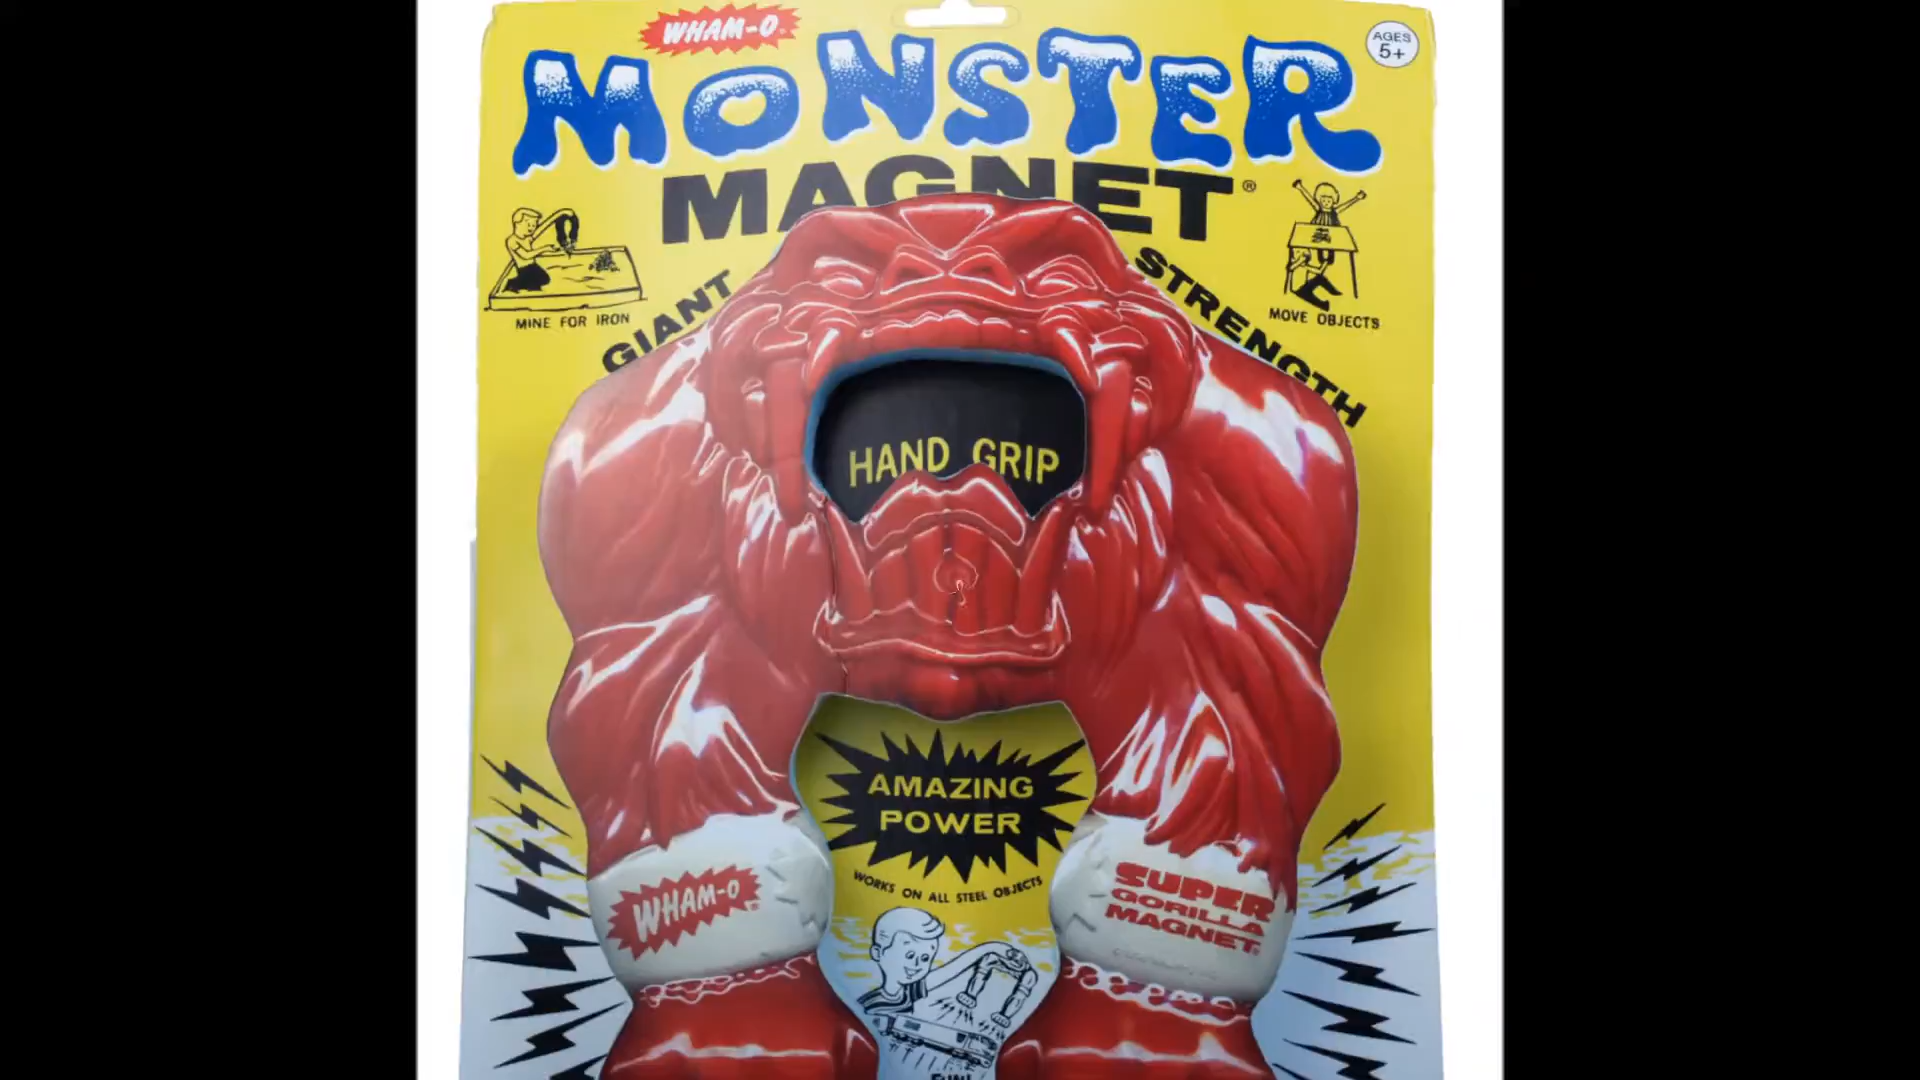 WHAM-O
AGES
5+
MONSTER
MAGNET®
GIANT
STRENGTH
MINE FOR IRON
MOVE OBJECTS
HAND GRIP
AMAZING
POWER
WORKS ON ALL STEEL OBJECTS
WHAM-O
SUPER
GORILLA
MAGNET®
FUN!